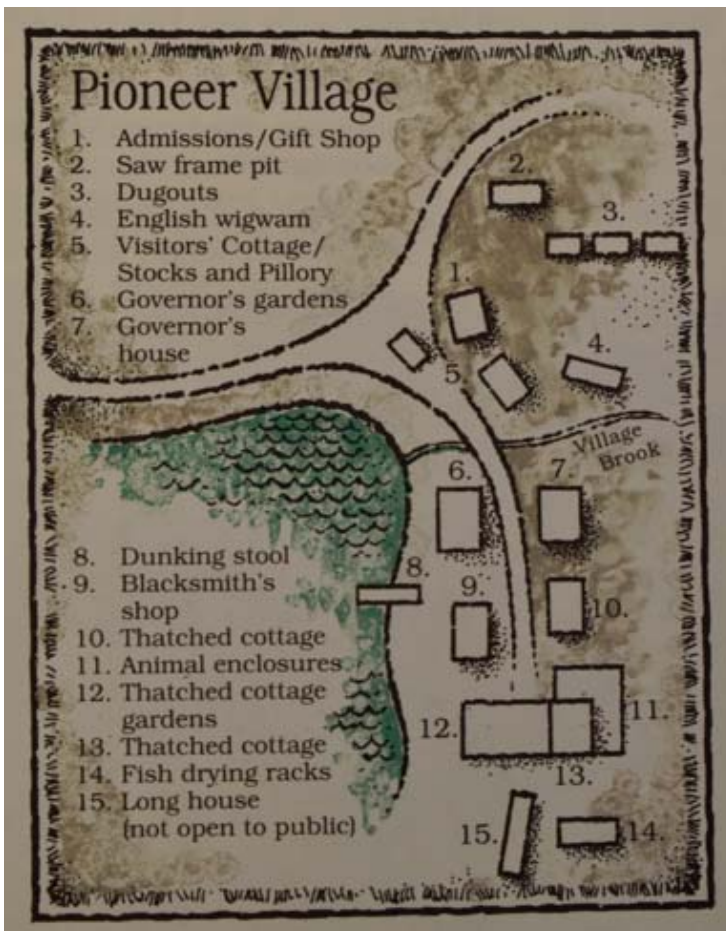 Pioneer Village
1. Admissions/Gift Shop
2. Saw frame pit
3. Dugouts
4. English wigwam
5. Visitors' Cottage/
Stocks and Pillory
6. Governor's gardens
7. Governor's
house
2.
3.
1.
4.
5.
Village
Brook
6.
7.
8. Dunking stool
9. Blacksmith's
shop
10. Thatched cottage
11. Animal enclosures
12. Thatched cottage
gardens
13. Thatched cottage
14. Fish drying racks
15. Long house
(not open to public)
8.
9.
10.
11.
12.
13.
15.
14.